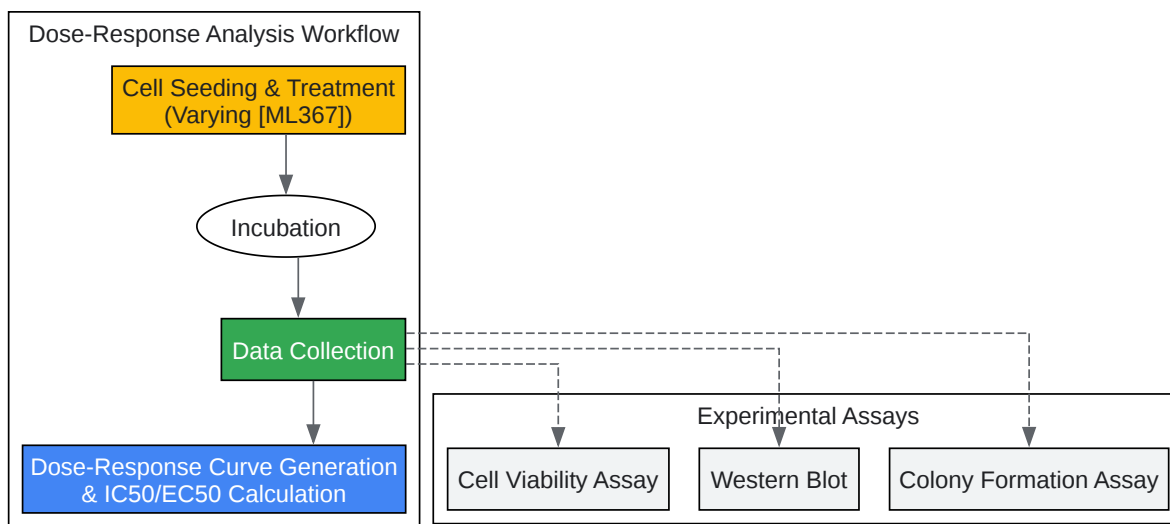 Dose-Response Analysis Workflow
Cell Seeding & Treatment
(Varying [ML367])
Incubation
Data Collection
Dose-Response Curve Generation
& IC50/EC50 Calculation
Experimental Assays
Cell Viability Assay
Western Blot
Colony Formation Assay